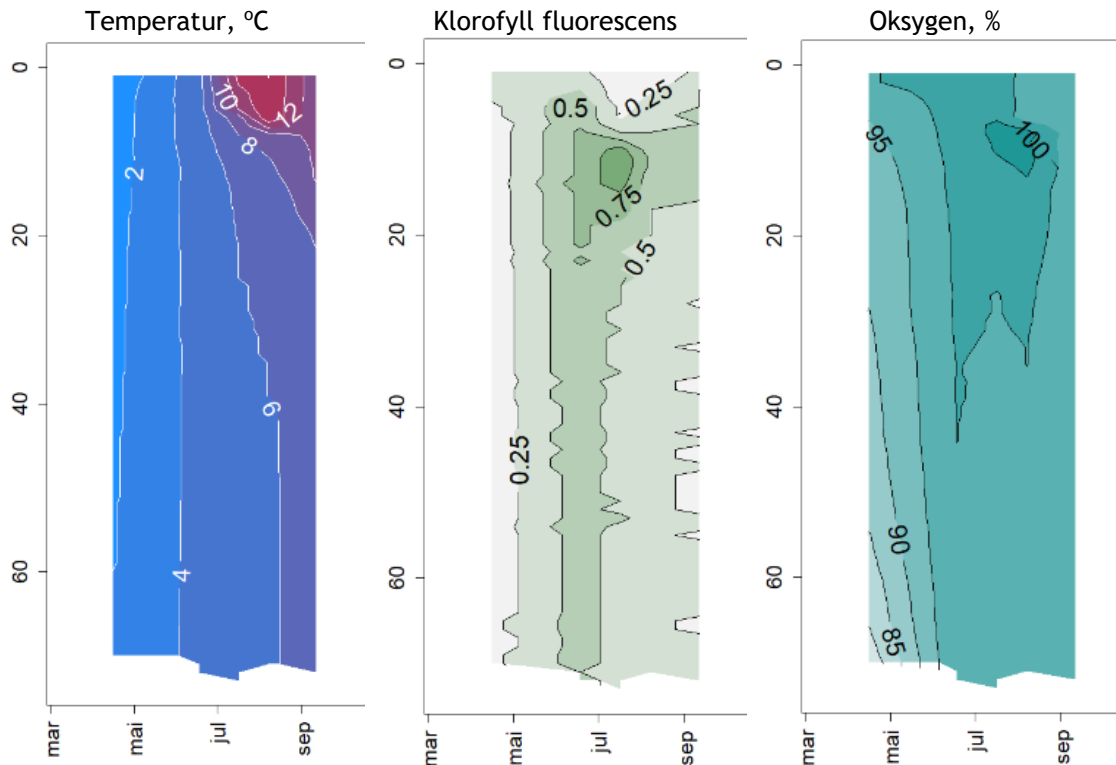 Temperatur, ºC
0
20
40
60
mar
mai
jul
sep
2
4
6
8
10
12
Klorofyll fluorescens
0
20
40
60
mar
mai
jul
sep
0.25
0.5
0.25
0.75
0.5
Oksygen, %
0
20
40
60
mar
mai
jul
sep
95
100
90
85